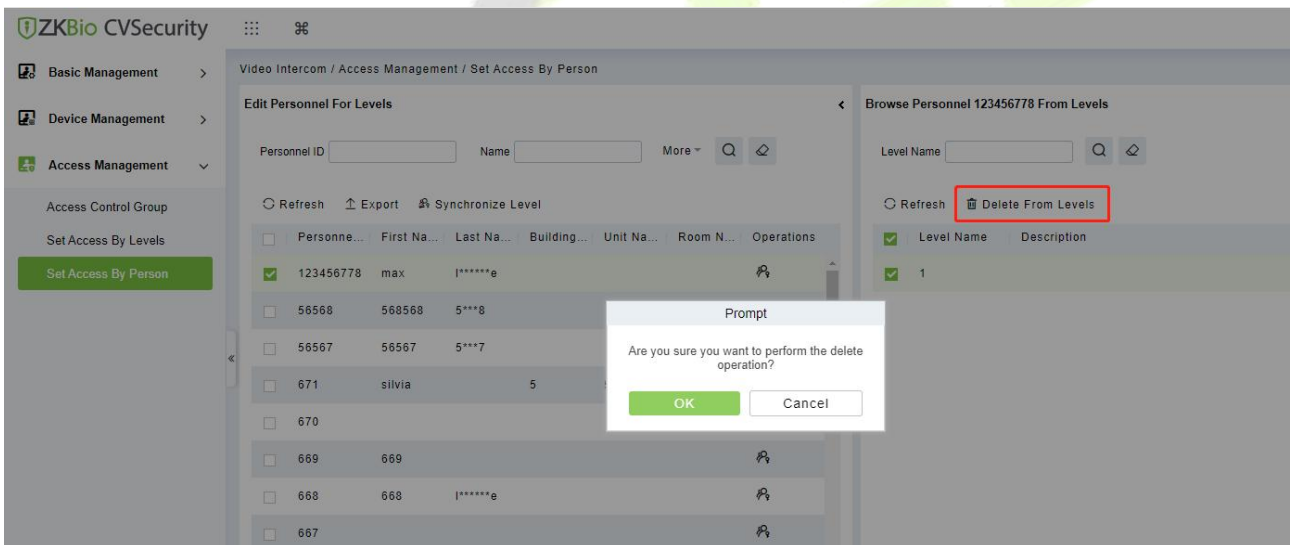 ZKBio CVSecurity
Basic Management
Device Management
Access Management
Access Control Group
Set Access By Levels
Set Access By Person
Video Intercom / Access Management / Set Access By Person
Edit Personnel For Levels
Personnel ID Name More
Refresh Export Synchronize Level
Personne... First Na... Last Na... Building... Unit Na... Room N... Operations
123456778 max l******e
56568 568568 5***8
56567 56567 5***7
671 silvia 5
670
669 669
668 668 l******e
667
Browse Personnel 123456778 From Levels
Level Name
Refresh Delete From Levels
Level Name Description
1
Prompt
Are you sure you want to perform the delete
operation?
OK Cancel